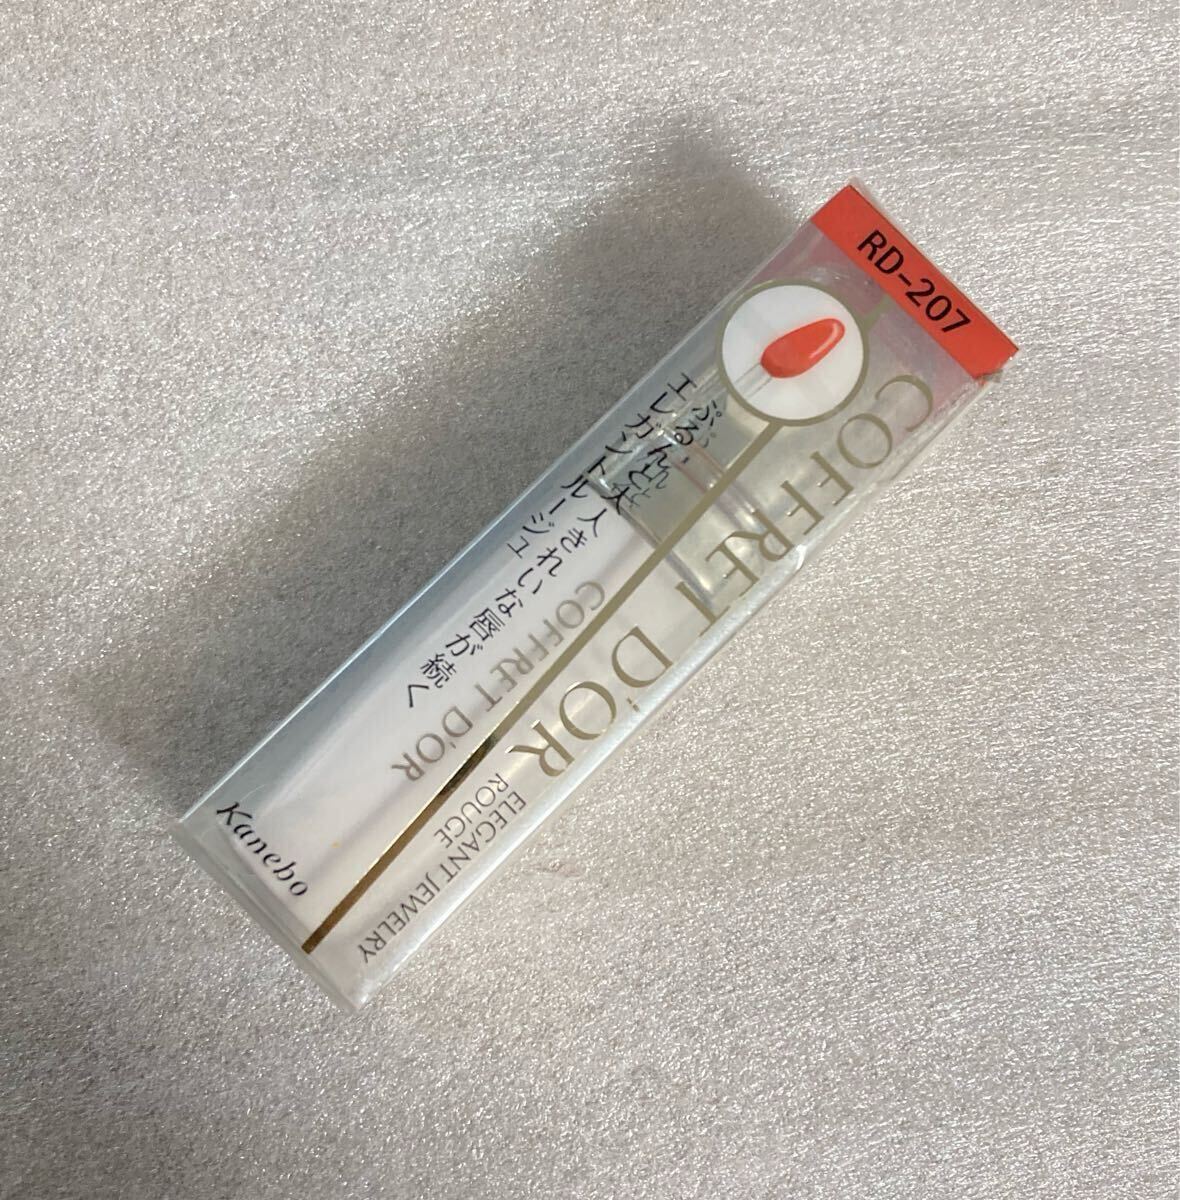 RD-207
COFFRET D'OR
ELEGANT JEWELRY
ROUGE
ぷるんと大人きれいな唇が続く
エレガントルージュ
COFFRET D'OR
Kanebo